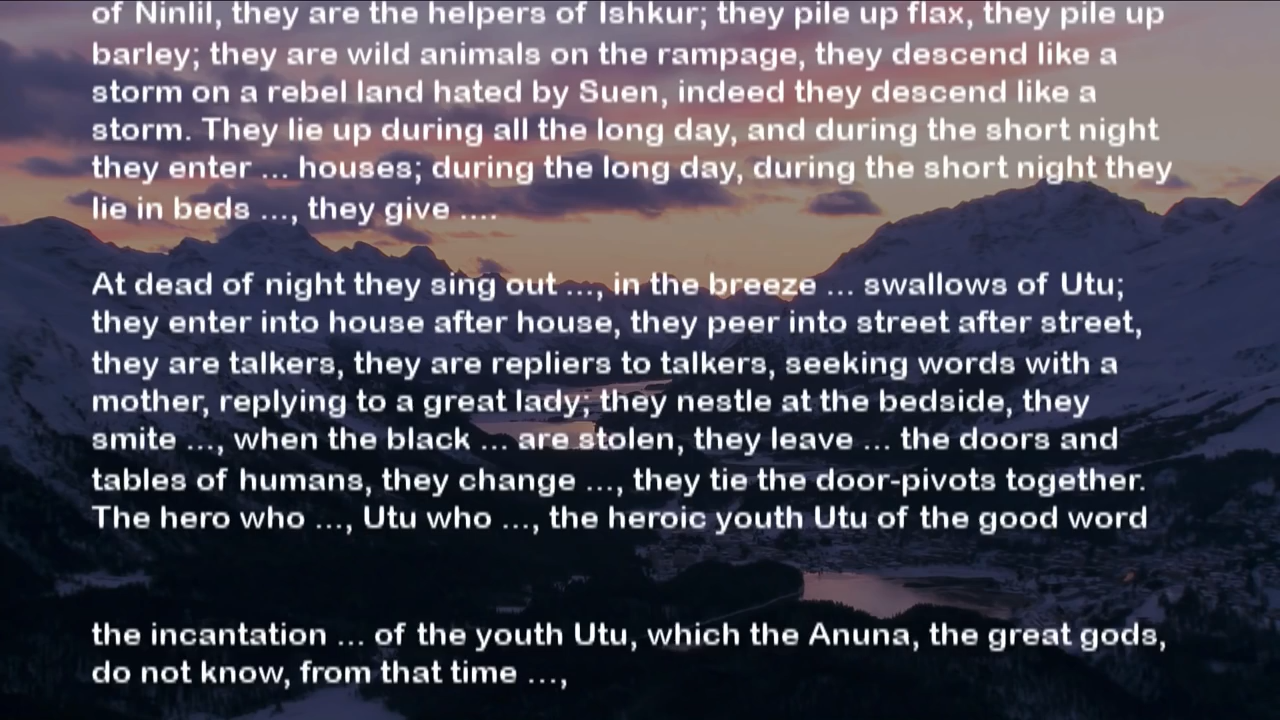 of Ninlil, they are the helpers of Ishkur; they pile up flax, they pile up
barley; they are wild animals on the rampage, they descend like a
storm on a rebel land hated by Suen, indeed they descend like a
storm. They lie up during all the long day, and during the short night
they enter ... houses; during the long day, during the short night they
lie in beds ..., they give ....
At dead of night they sing out ..., in the breeze ... swallows of Utu;
they enter into house after house, they peer into street after street,
they are talkers, they are repliers to talkers, seeking words with a
mother, replying to a great lady; they nestle at the bedside, they
smite ..., when the black ... are stolen, they leave ... the doors and
tables of humans, they change ..., they tie the door-pivots together.
The hero who ..., Utu who ..., the heroic youth Utu of the good word
the incantation ... of the youth Utu, which the Anuna, the great gods,
do not know, from that time ...,